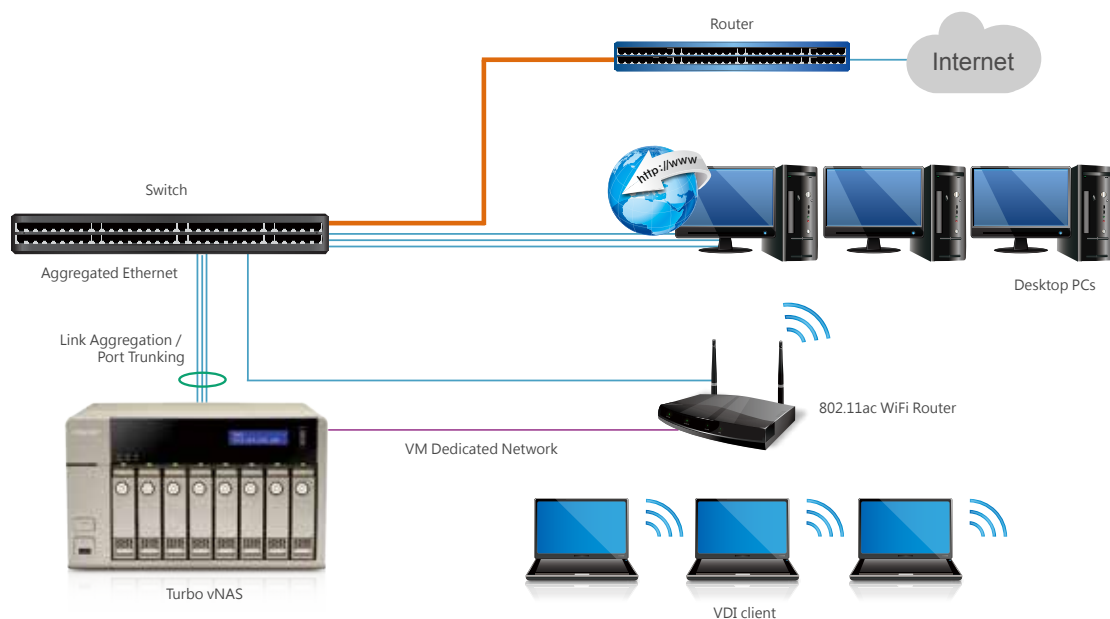 Router
Internet
http://www
Switch
Aggregated Ethernet
Desktop PCs
Link Aggregation /
Port Trunking
802.11ac WiFi Router
VM Dedicated Network
Turbo vNAS
VDI client